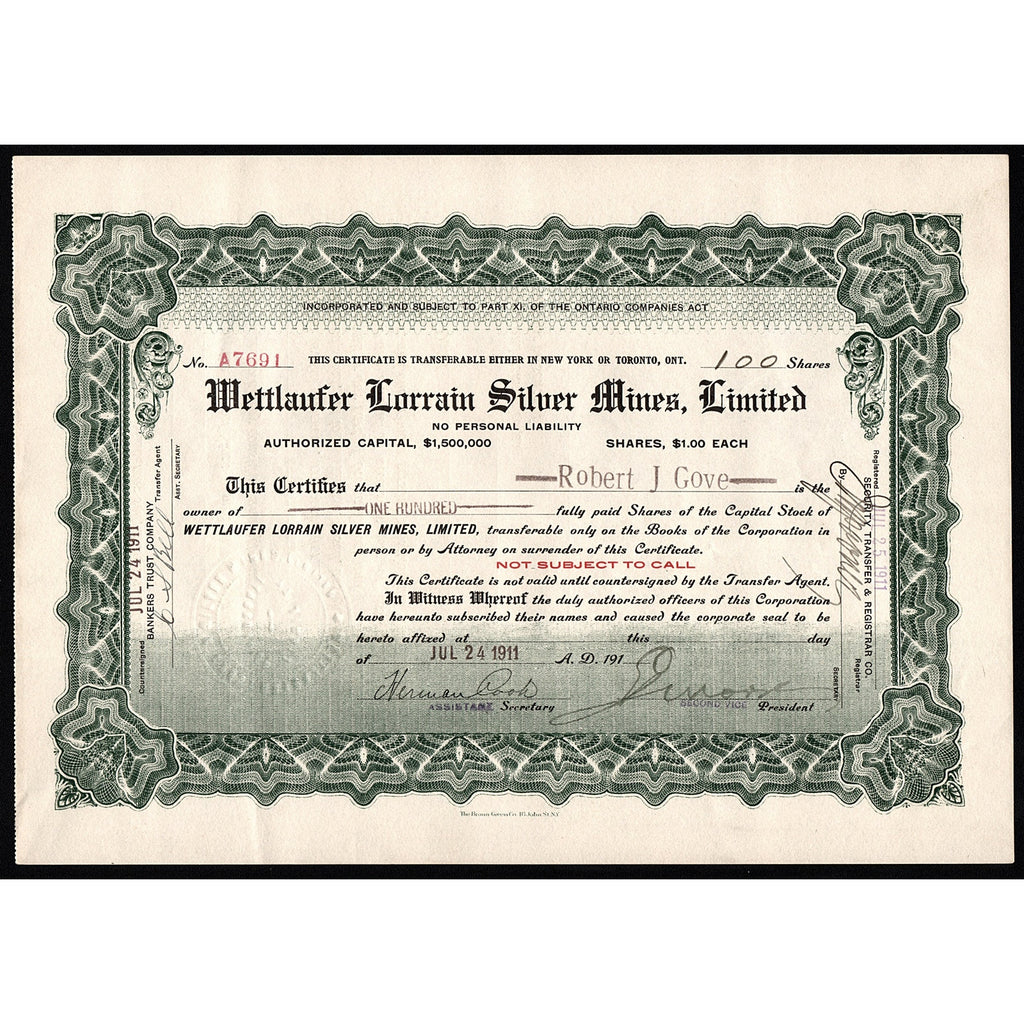 INCORPORATED AND SUBJECT TO PART XI. OF THE ONTARIO COMPANIES ACT
No. A7691 THIS CERTIFICATE IS TRANSFERABLE EITHER IN NEW YORK OR TORONTO, ONT. 100 Shares
Wettlaufer Lorrain Silver Mines, Limited
NO PERSONAL LIABILITY
AUTHORIZED CAPITAL, $1,500,000 SHARES, $1.00 EACH
This Certifies that Robert J Gove is the
owner of ONE HUNDRED fully paid Shares of the Capital Stock of
WETTLAUFER LORRAIN SILVER MINES, LIMITED, transferable only on the Books of the Corporation in
person or by Attorney on surrender of this Certificate.
NOT SUBJECT TO CALL
This Certificate is not valid until countersigned by the Transfer Agent.
In Witness Whereof the duly authorized officers of this Corporation
have hereunto subscribed their names and caused the corporate seal to be
hereto affixed at this day
of JUL 24 1911 A. D. 191
Herman Cook
ASSISTANT Secretary SECOND VICE President
Countersigned
JUL 24 1911
BANKERS TRUST COMPANY
Transfer Agent
Asst. Secretary
Registered JUL 25 1911
SECURITY TRANSFER & REGISTRAR CO.
Registrar
By
Secretary